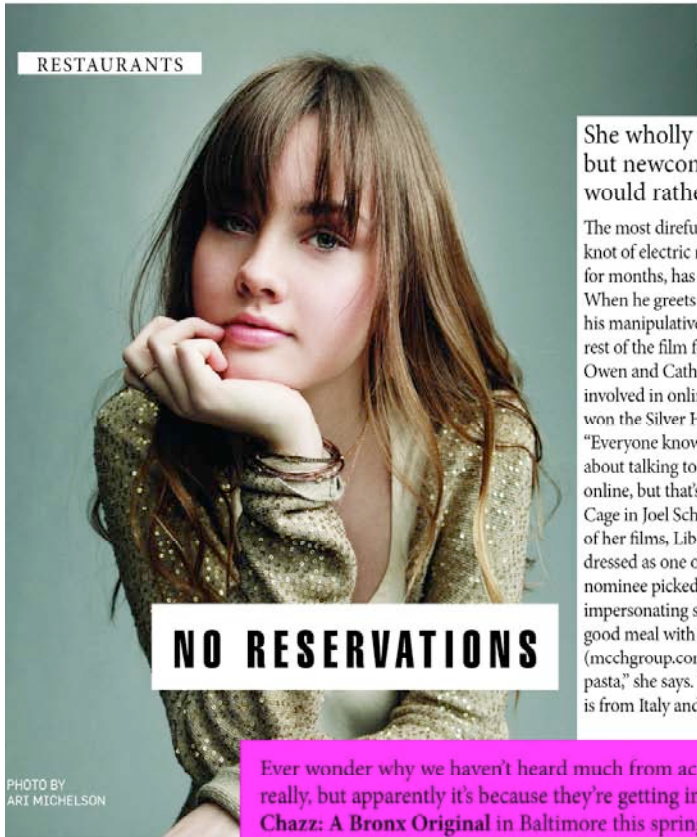 RESTAURANTS
She wholly
but newcon
would rathe
The most direfu
knot of electric
for months, has
When he greets
his manipulative
rest of the film f
Owen and Cath
involved in onli
won the Silver H
“Everyone know
about talking to
online, but that's
Cage in Joel Sch
of her films, Lib
dressed as one o
nominee picked
impersonating s
good meal with
(mcchgroup.con
pasta,” she says.
is from Italy and
NO RESERVATIONS
PHOTO BY
ARI MICHELSON
Ever wonder why we haven't heard much from ac
really, but apparently it's because they're getting in
Chazz: A Bronx Original in Baltimore this sprin